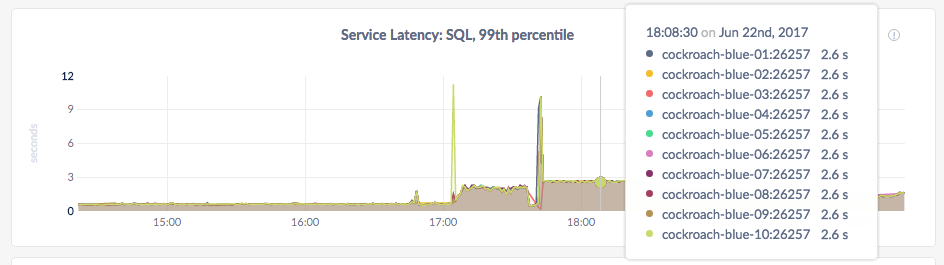 Service Latency: SQL, 99th percentile
18:08:30 on Jun 22nd, 2017
cockroach-blue-01:26257 2.6 s
cockroach-blue-02:26257 2.6 s
cockroach-blue-03:26257 2.6 s
cockroach-blue-04:26257 2.6 s
cockroach-blue-05:26257 2.6 s
cockroach-blue-06:26257 2.6 s
cockroach-blue-07:26257 2.6 s
cockroach-blue-08:26257 2.6 s
cockroach-blue-09:26257 2.6 s
cockroach-blue-10:26257 2.6 s
seconds
12
9
6
3
0
15:00 16:00 17:00 18:00